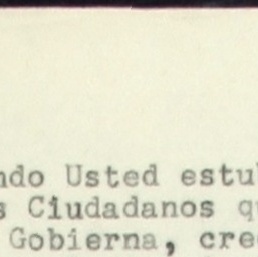 ndo Usted estu
s Ciudadanos q
Gobierna, cre